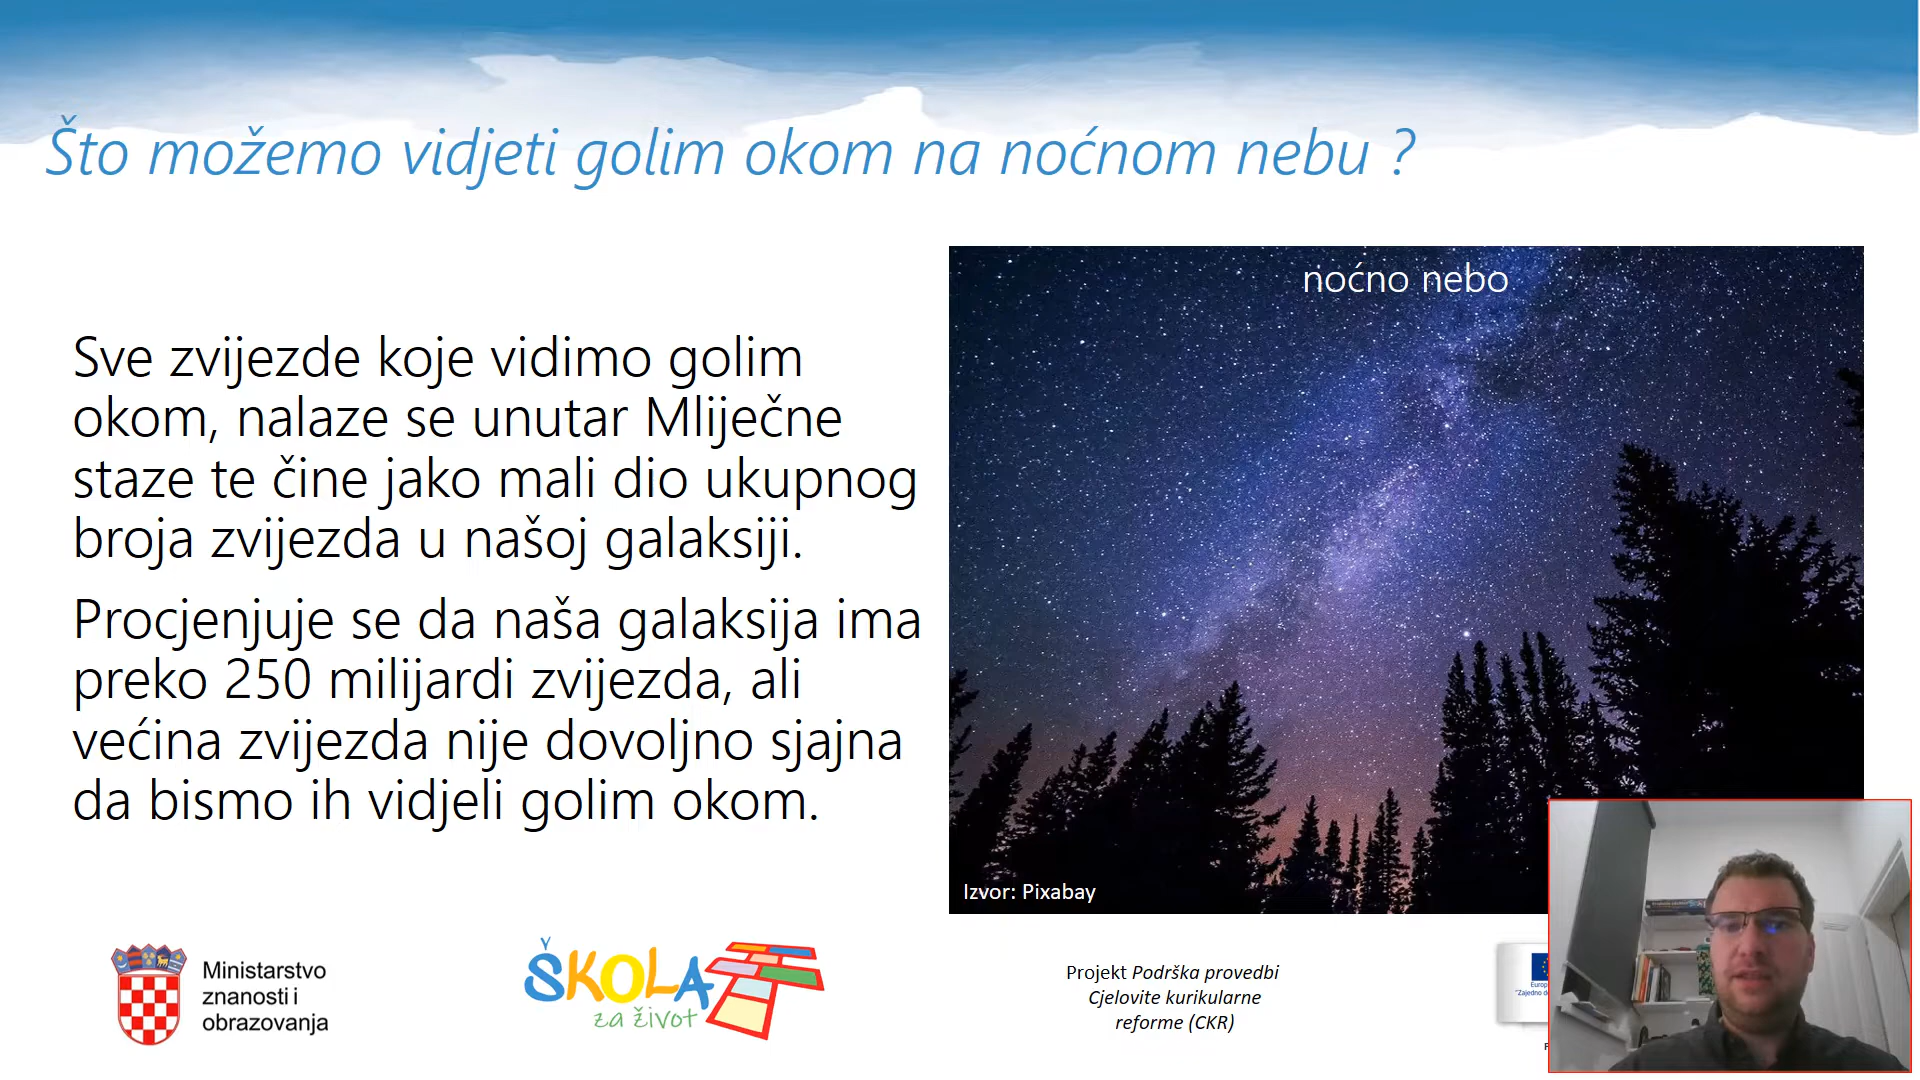 Što možemo vidjeti golim okom na noćnom nebu ?
Sve zvijezde koje vidimo golim
okom, nalaze se unutar Mliječne
staze te čine jako mali dio ukupnog
broja zvijezda u našoj galaksiji.
Procjenjuje se da naša galaksija ima
preko 250 milijardi zvijezda, ali
većina zvijezda nije dovoljno sjajna
da bismo ih vidjeli golim okom.
noćno nebo
Izvor: Pixabay
Ministarstvo
znanosti i
obrazovanja
ŠKOLA
za život
Projekt Podrška provedbi
Cjelovite kurikularne
reforme (CKR)